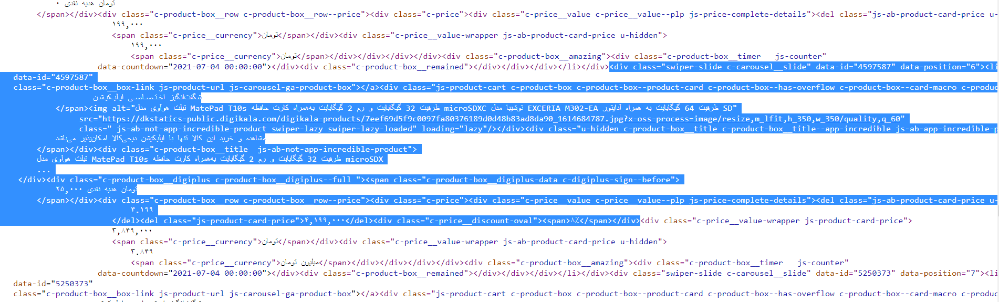 تومان هدیه نقدی ۰
</span></div><div class="c-product-box__row c-product-box__row--price"><div class="c-price"><div class="c-price__value c-price__value--plp js-price-complete-details"><del class="js-ab-product-card-price u-
۱۹۹,۰۰۰
<span class="c-price__currency">تومان</span></div><div class="c-price__value-wrapper js-ab-product-card-price u-hidden">
۱۹۹,۰۰۰
<span class="c-price__currency">تومان</span></div></div></div></div><div class="c-product-box__amazing"><div class="c-product-box__timer   js-counter"
data-countdown="2021-07-04 00:00:00"></div><div class="c-product-box__remained"></div></div></div></li></div><div class="swiper-slide c-carousel__slide" data-id="4597587" data-position="6"><li
data-id="4597587"
class="c-product-box__box-link js-product-url js-carousel-ga-product-box"></a><div class="js-product-cart c-product-box c-product-box--product-card c-product-box--has-overflow c-product-box--card-macro c-produc
شگفت‌انگیز اختصاصی اپلیکیشن
</span><img alt="تبلت هوآوی مدل MatePad T10s ظرفیت 32 گیگابایت و رم 2 گیگابایت به‌همراه کارت حافظه microSDXC توشیبا مدل EXCERIA M302-EA ظرفیت 64 گیگابایت به همراه آداپتور SD"
src="https://dkstatics-public.digikala.com/digikala-products/7eef69d5f9c0097fa80376189d0d48b83ad8da90_1614684787.jpg?x-oss-process=image/resize,m_lfit,h_350,w_350/quality,q_60"
class=" js-ab-not-app-incredible-product swiper-lazy swiper-lazy-loaded" loading="lazy"/></div><div class="u-hidden c-product-box__title c-product-box__title--app-incredible js-ab-app-incredible-p
مشاهده و خرید این کالا تنها با اپلیکیشن دیجی‌کالا امکان‌پذیر می‌باشد
</span></div><div class="c-product-box__title  js-ab-not-app-incredible-product">
تبلت هوآوی مدل MatePad T10s ظرفیت 32 گیگابایت و رم 2 گیگابایت به‌همراه کارت حافظه microSDX
...
</div><div class="c-product-box__digiplus c-product-box__digiplus--full "><span class="c-product-box__digiplus-data c-digiplus-sign--before">
تومان هدیه نقدی ۲۵,۰۰۰
</span></div><div class="c-product-box__row c-product-box__row--price"><div class="c-price"><div class="c-price__value c-price__value--plp js-price-complete-details"><del class="js-ab-product-card-price u-
۴.۱۹۹
</del><del class="js-product-card-price">۴,۱۹۹,۰۰۰</del><div class="c-price__discount-oval"><span>۸٪</span></div><div class="c-price__value-wrapper js-product-card-price">
۳,۸۴۹,۰۰۰
<span class="c-price__currency">تومان</span></div><div class="c-price__value-wrapper js-ab-product-card-price u-hidden">
۳.۸۴۹
<span class="c-price__currency">میلیون تومان</span></div></div></div></div><div class="c-product-box__amazing"><div class="c-product-box__timer   js-counter"
data-countdown="2021-07-04 00:00:00"></div><div class="c-product-box__remained"></div></div></div></li></div><div class="swiper-slide c-carousel__slide" data-id="5250373" data-position="7"><li
data-id="5250373"
class="c-product-box__box-link js-product-url js-carousel-ga-product-box"></a><div class="js-product-cart c-product-box c-product-box--product-card c-product-box--has-overflow c-product-box--card-macro c-produc